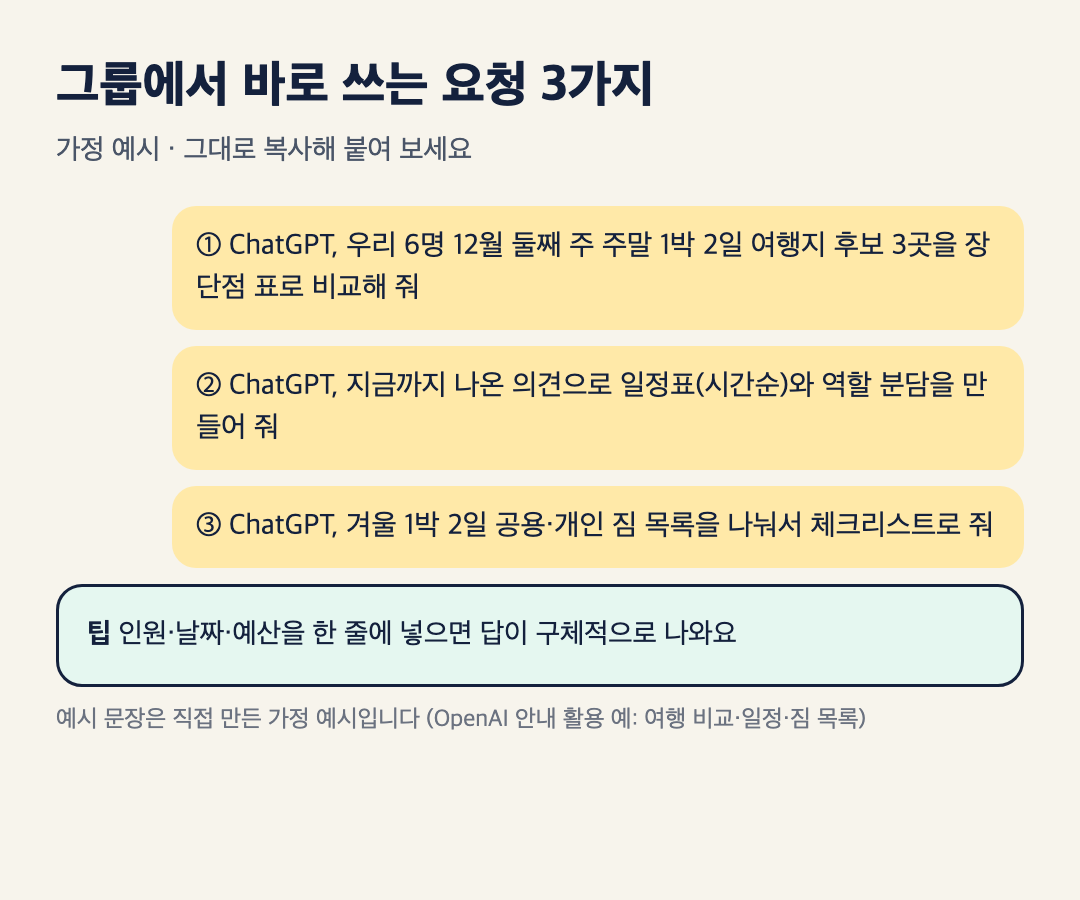 그룹에서 바로 쓰는 요청 3가지
가정 예시 · 그대로 복사해 붙여 보세요
① ChatGPT, 우리 6명 12월 둘째 주 주말 1박 2일 여행지 후보 3곳을 장
단점 표로 비교해 줘
② ChatGPT, 지금까지 나온 의견으로 일정표(시간순)와 역할 분담을 만
들어 줘
③ ChatGPT, 겨울 1박 2일 공용·개인 짐 목록을 나눠서 체크리스트로 줘
팁 인원·날짜·예산을 한 줄에 넣으면 답이 구체적으로 나와요
예시 문장은 직접 만든 가정 예시입니다 (OpenAI 안내 활용 예: 여행 비교·일정·짐 목록)